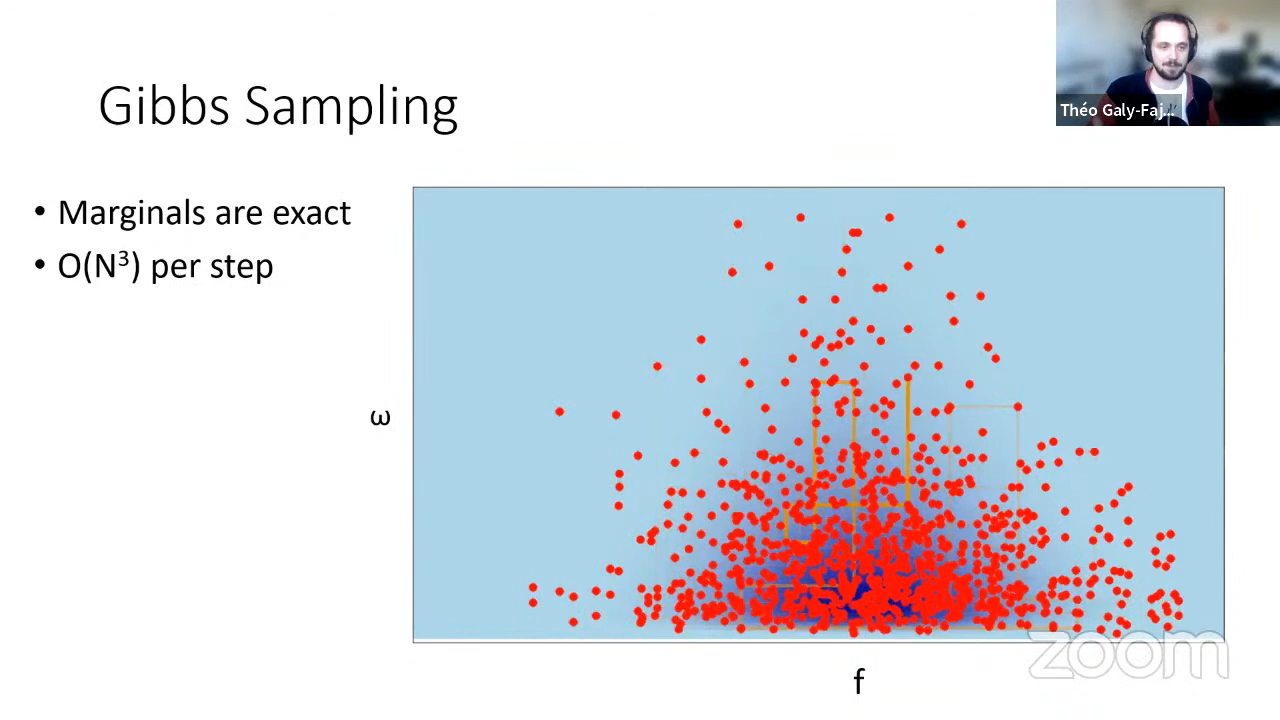 Théo Galy-Faj...
Gibbs Sampling
• Marginals are exact
• O(N³) per step
ω
f
zoom